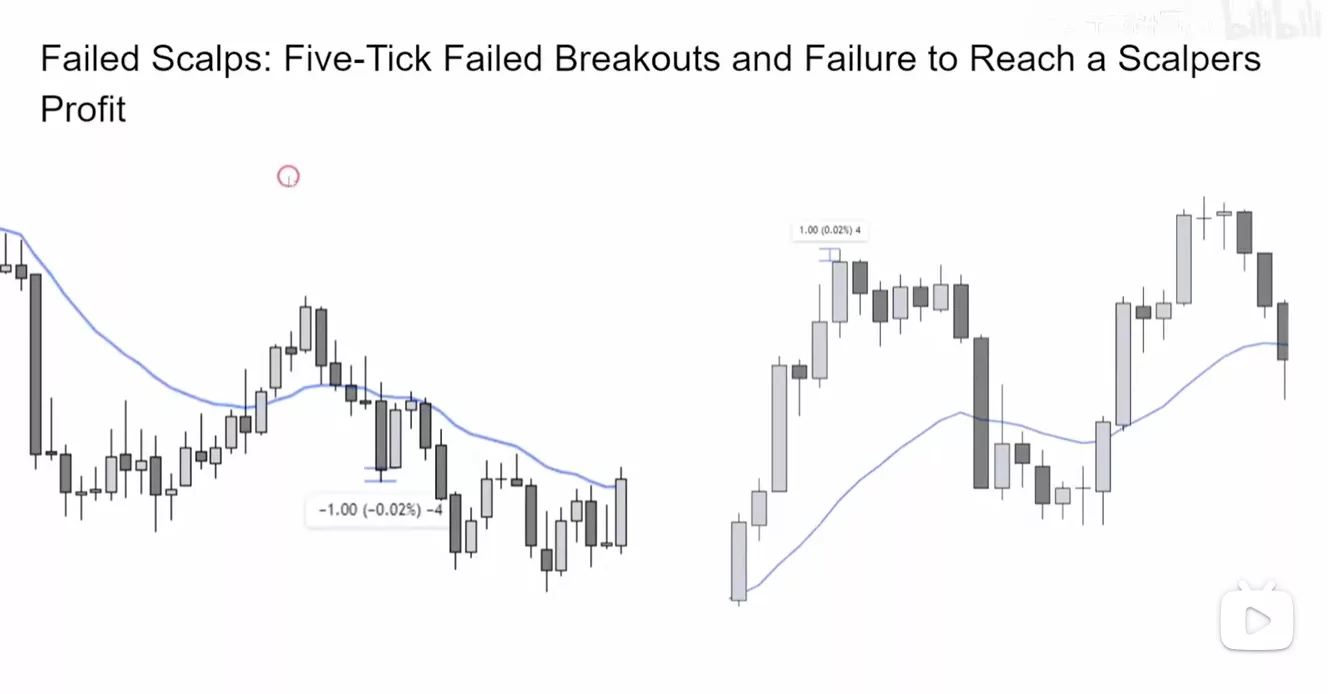 bilibili
Failed Scalps: Five-Tick Failed Breakouts and Failure to Reach a Scalpers
Profit
1.00 (0.02%) 4
−1.00 (−0.02%) −4